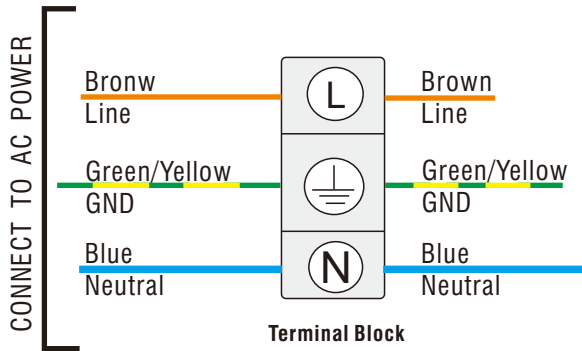 CONNECT TO AC POWER
Bronw
Line
L
Brown
Line
Green/Yellow
GND
Green/Yellow
GND
Blue
Neutral
N
Blue
Neutral
Terminal Block